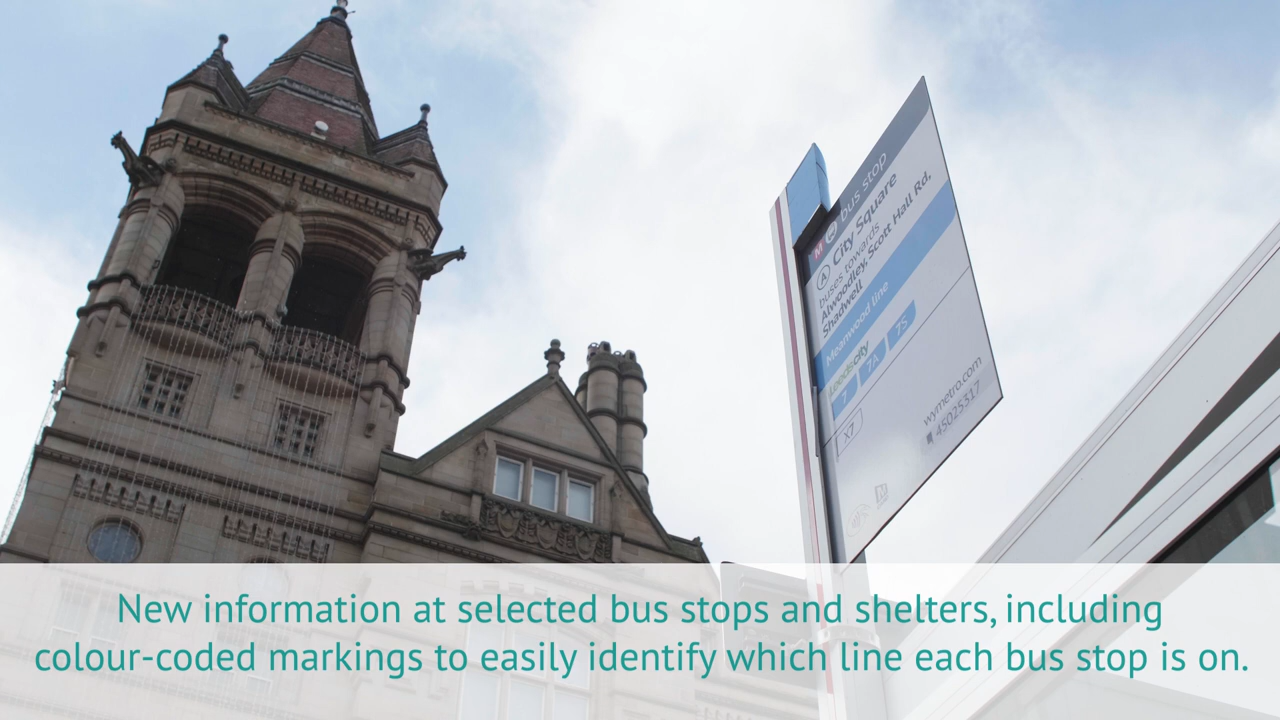 M bus stop
A City Square
buses towards
Alwoodley, Scott Hall Rd,
Shadwell
Meanwood line
Leedscity
7 7A 7S
X7
wymetro.com
45025317
New information at selected bus stops and shelters, including
colour-coded markings to easily identify which line each bus stop is on.